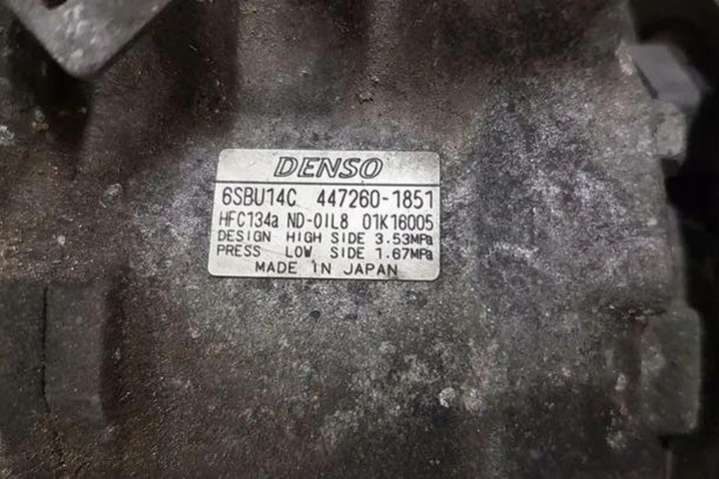 DENSO
6SBU14C 447260-1851
HFC134a ND-OIL8 01K16005
DESIGN HIGH SIDE 3.53MPa
PRESS LOW SIDE 1.67MPa
MADE IN JAPAN